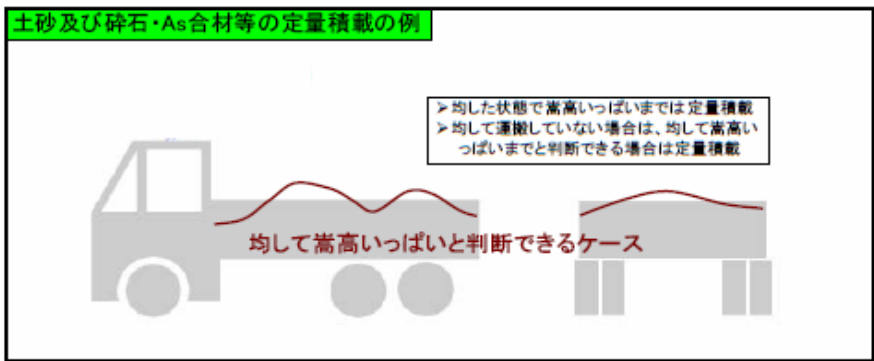 土砂及び砕石・As合材等の定量積載の例
➢均した状態で嵩高いっぱいまでは定量積載
➢均して運搬していない場合は、均して嵩高い
っぱいまでと判断できる場合は定量積載
均して嵩高いっぱいと判断できるケース